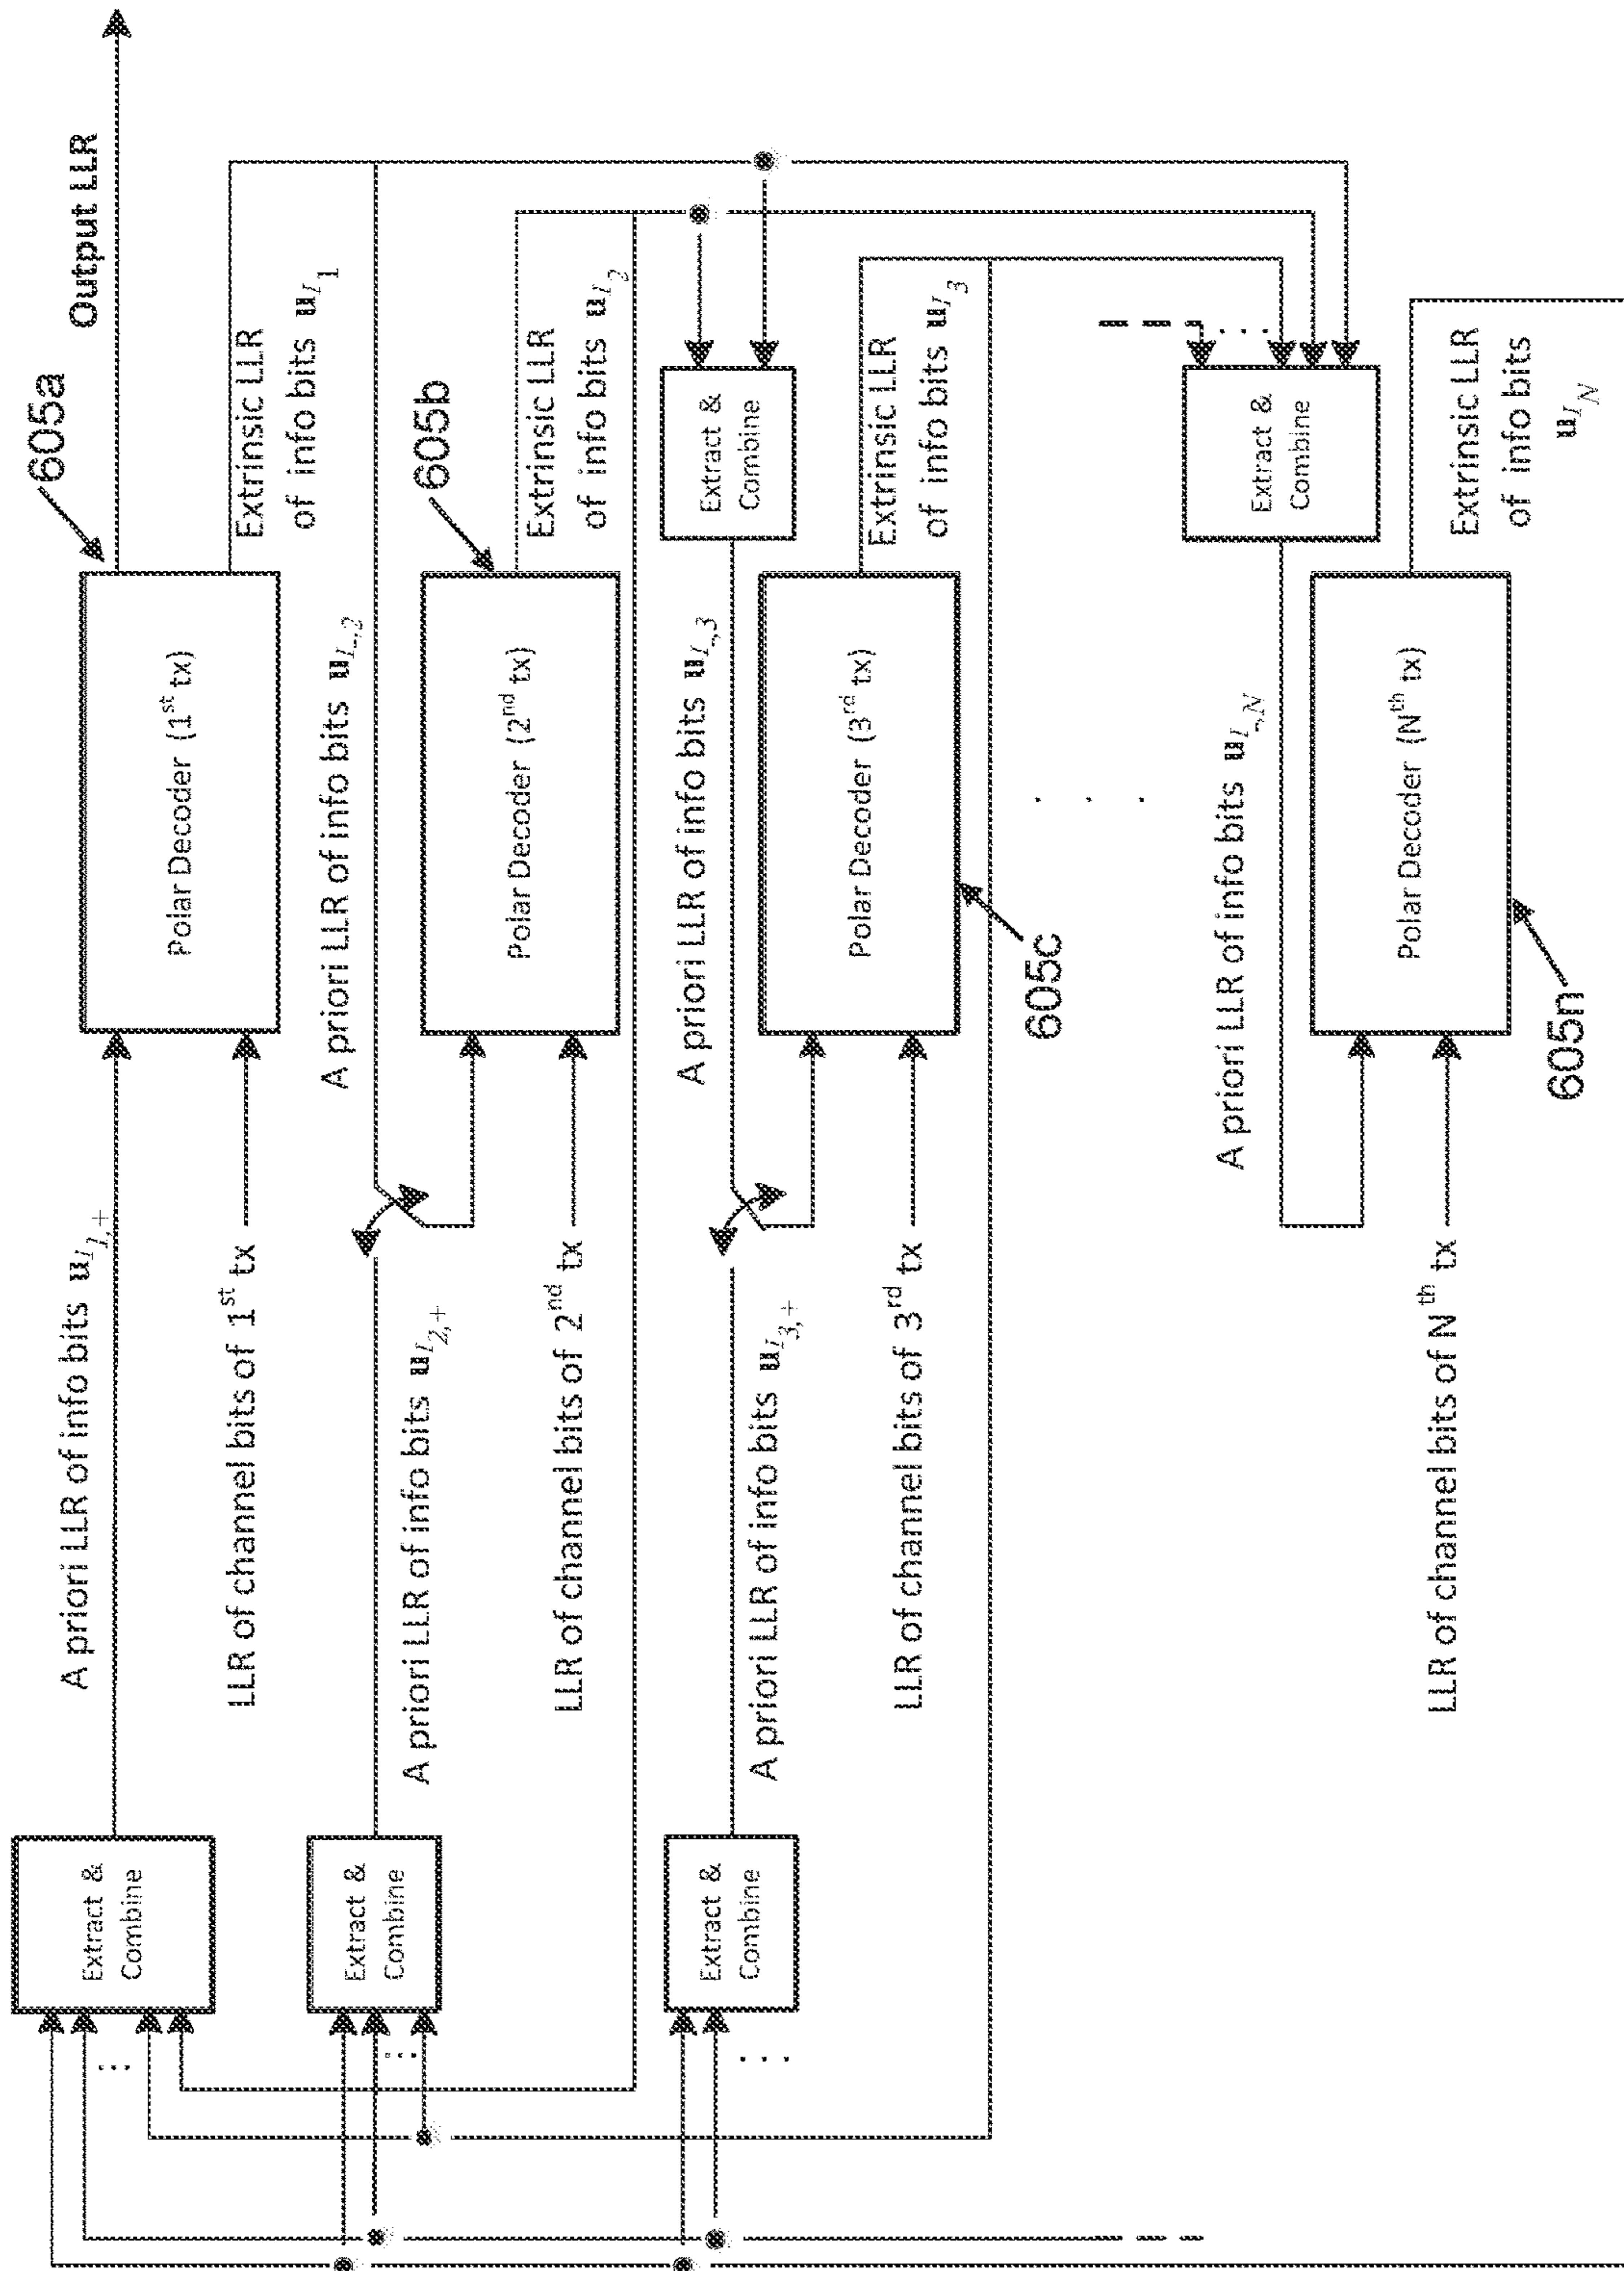 Output LLR
605a
Extract &
Combine
A priori LLR of info bits u_{I_{1,+}}
LLR of channel bits of 1st tx
Polar Decoder (1st tx)
Extrinsic LLR
of info bits u_{I_1}
A priori LLR of info bits u_{I_{-,2}}
605b
Extract &
Combine
A priori LLR of info bits u_{I_{2,+}}
LLR of channel bits of 2nd tx
Polar Decoder (2nd tx)
Extrinsic LLR
of info bits u_{I_2}
Extract &
Combine
A priori LLR of info bits u_{I_{-,3}}
Extract &
Combine
A priori LLR of info bits u_{I_{3,+}}
LLR of channel bits of 3rd tx
Polar Decoder (3rd tx)
Extrinsic LLR
of info bits u_{I_3}
605c
. . .
Extract &
Combine
A priori LLR of info bits u_{I_{-,N}}
LLR of channel bits of Nth tx
Polar Decoder (Nth tx)
Extrinsic LLR
of info bits
u_{I_N}
605n